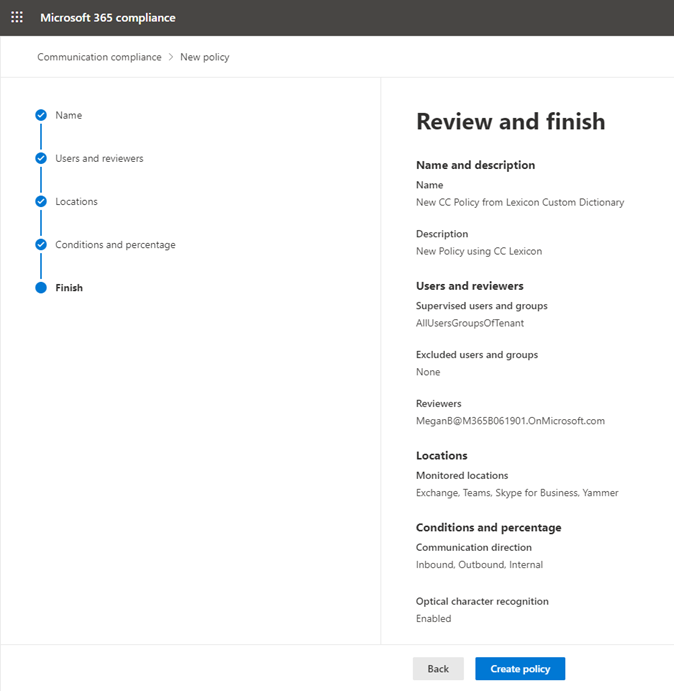 Microsoft 365 compliance
Communication compliance > New policy
Name
Users and reviewers
Locations
Conditions and percentage
Finish
Review and finish
Name and description
Name
New CC Policy from Lexicon Custom Dictionary
Description
New Policy using CC Lexicon
Users and reviewers
Supervised users and groups
AllUsersGroupsOfTenant
Excluded users and groups
None
Reviewers
MeganB@M365B061901.OnMicrosoft.com
Locations
Monitored locations
Exchange, Teams, Skype for Business, Yammer
Conditions and percentage
Communication direction
Inbound, Outbound, Internal
Optical character recognition
Enabled
Back
Create policy